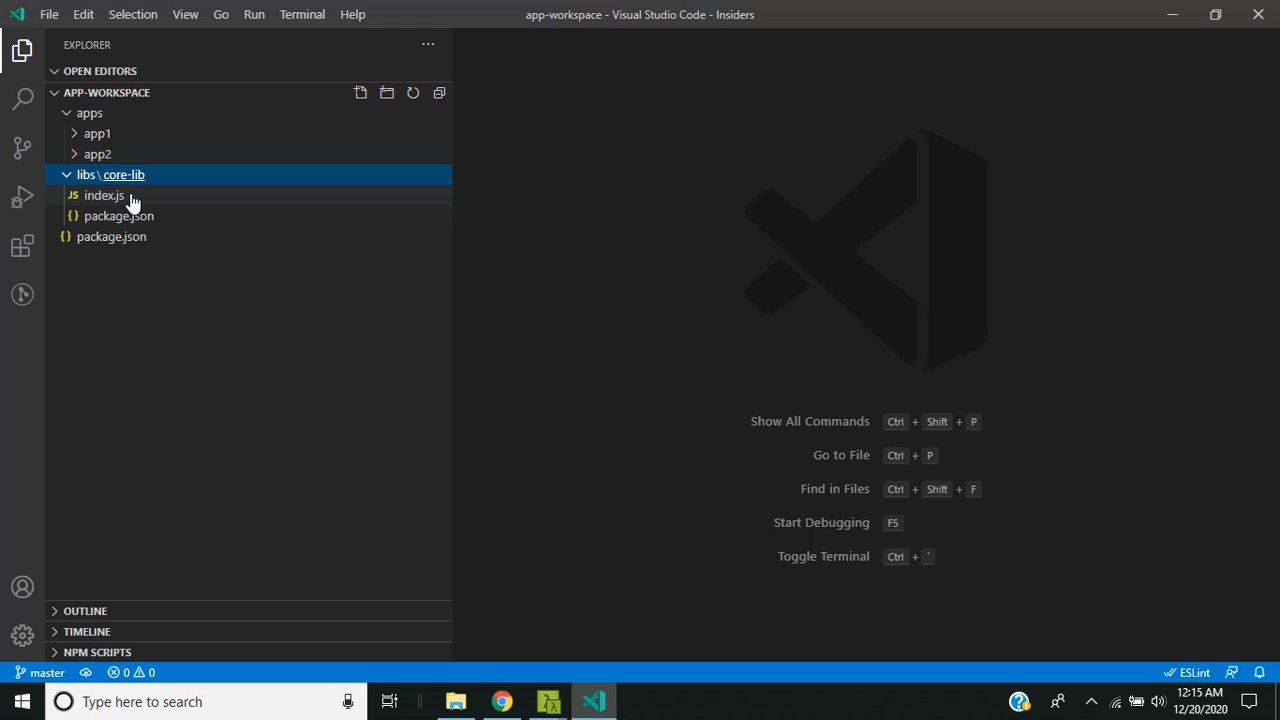 File Edit Selection View Go Run Terminal Help
app-workspace - Visual Studio Code - Insiders
EXPLORER
OPEN EDITORS
APP-WORKSPACE
apps
app1
app2
libs\core-lib
JS index.js
{} package.json
{} package.json
Show All Commands Ctrl + Shift + P
Go to File Ctrl + P
Find in Files Ctrl + Shift + F
Start Debugging F5
Toggle Terminal Ctrl + `
OUTLINE
TIMELINE
NPM SCRIPTS
master 0 0 ESLint
Type here to search
12:15 AM
12/20/2020